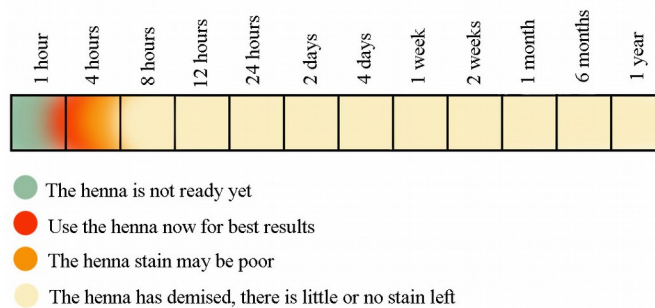 1 hour
4 hours
8 hours
12 hours
24 hours
2 days
4 days
1 week
2 weeks
1 month
6 months
1 year
The henna is not ready yet
Use the henna now for best results
The henna stain may be poor
The henna has demised, there is little or no stain left